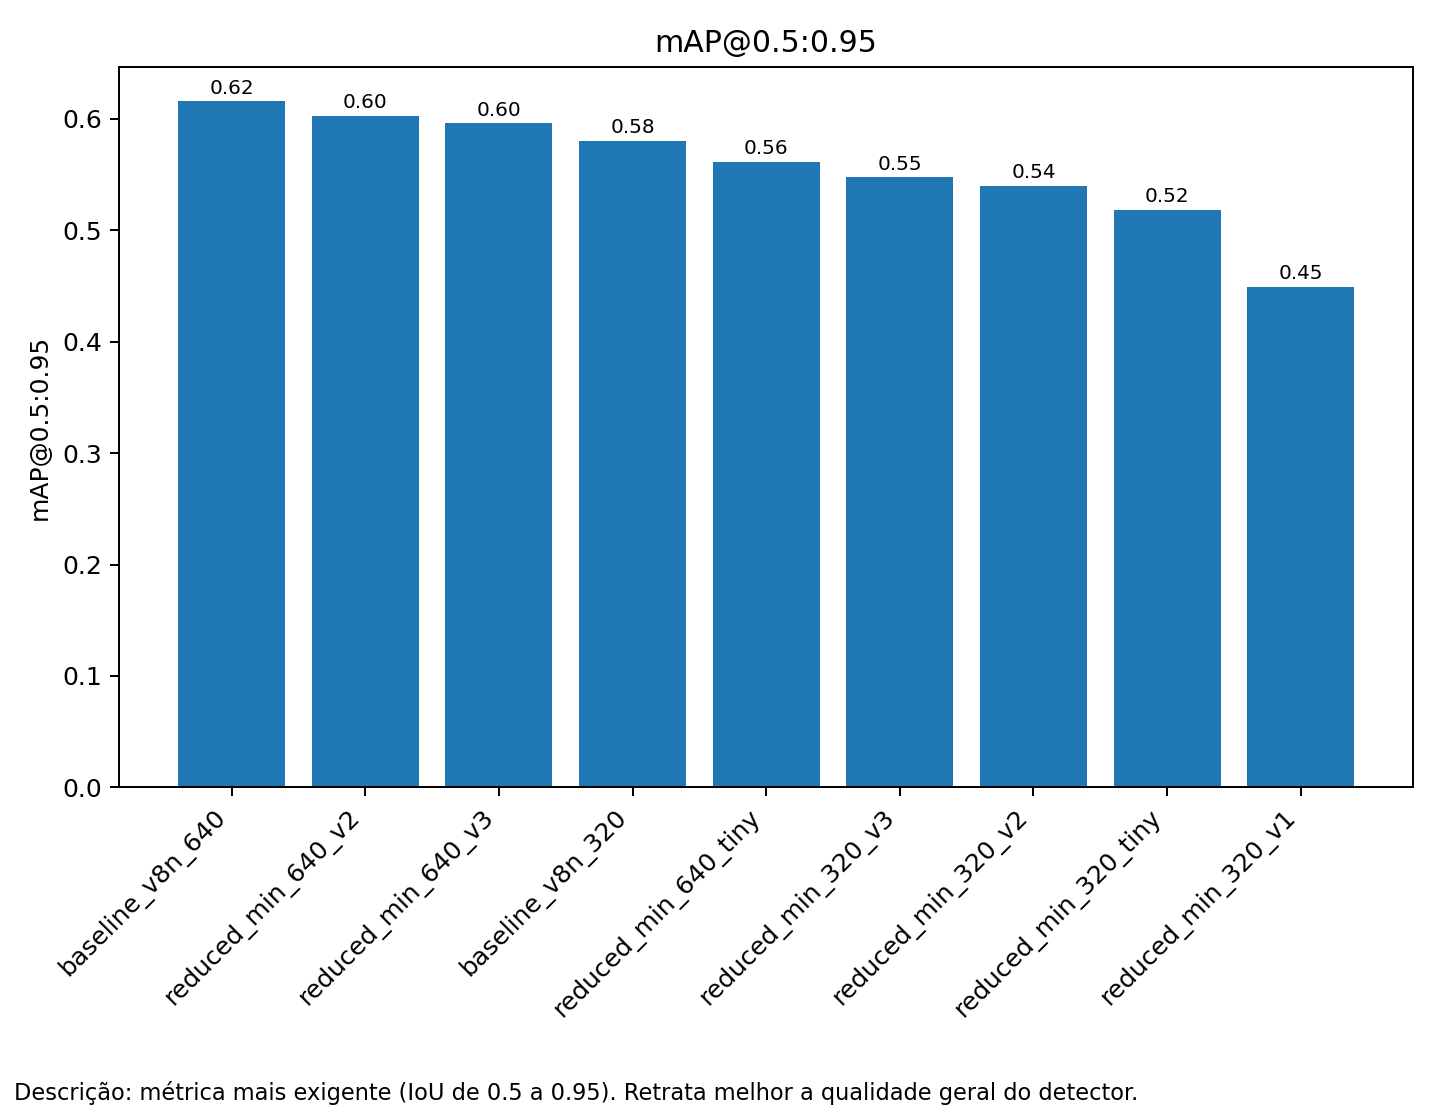 mAP@0.5:0.95
0.62
0.60
0.60
0.58
0.56
0.55
0.54
0.52
0.45
mAP@0.5:0.95
0.6
0.5
0.4
0.3
0.2
0.1
0.0
baseline_v8n_640
reduced_min_640_v2
reduced_min_640_v3
baseline_v8n_320
reduced_min_640_tiny
reduced_min_320_v3
reduced_min_320_v2
reduced_min_320_tiny
reduced_min_320_v1
Descrição: métrica mais exigente (IoU de 0.5 a 0.95). Retrata melhor a qualidade geral do detector.